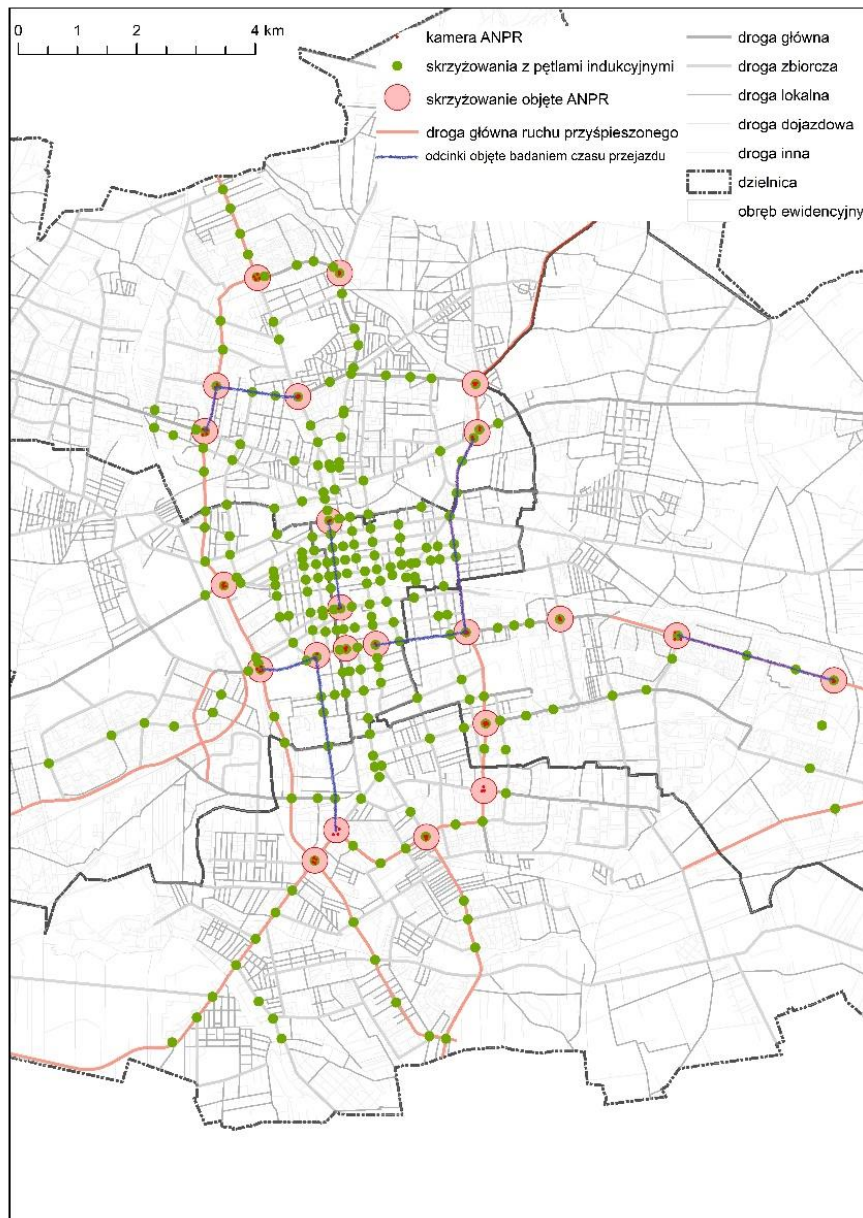 0 1 2 4 km
kamera ANPR
skrzyżowania z pętlami indukcyjnymi
skrzyżowanie objęte ANPR
droga główna ruchu przyśpieszonego
odcinki objęte badaniem czasu przejazdu
droga główna
droga zbiorcza
droga lokalna
droga dojazdowa
droga inna
dzielnica
obręb ewidencyjny